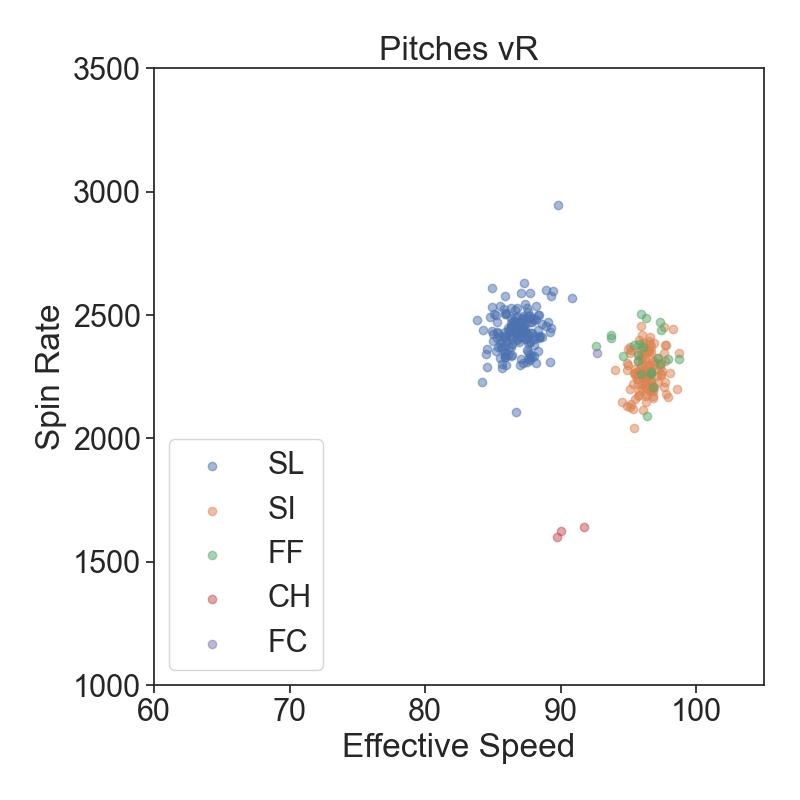 Pitches vR
3500
3000
2500
2000
1500
1000
Spin Rate
SL
SI
FF
CH
FC
60 70 80 90 100
Effective Speed